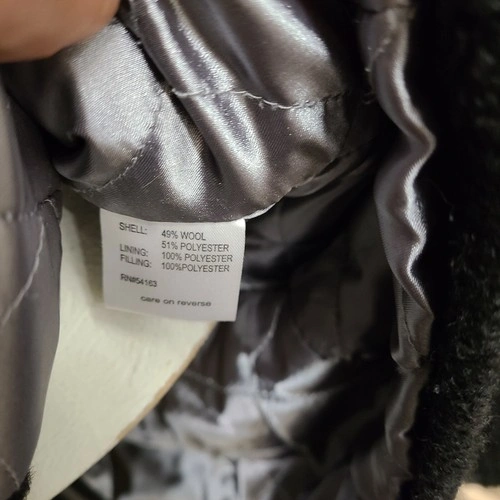 SHELL: 49% WOOL
51% POLYESTER
LINING: 100% POLYESTER
FILLING: 100%POLYESTER
RN#54163
care on reverse